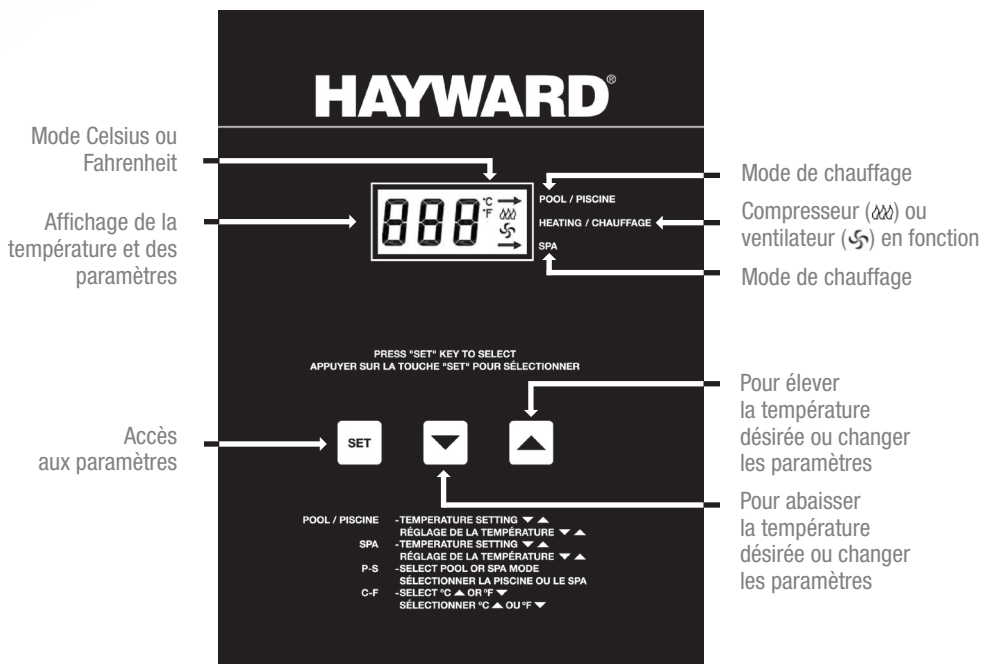 HAYWARD®
Mode Celsius ou
Fahrenheit
Affichage de la
température et des
paramètres
888 °C
°F
POOL / PISCINE
HEATING / CHAUFFAGE
SPA
Mode de chauffage
Compresseur () ou
ventilateur () en fonction
Mode de chauffage
PRESS "SET" KEY TO SELECT
APPUYER SUR LA TOUCHE "SET" POUR SÉLECTIONNER
Accès
aux paramètres
SET
Pour élever
la température
désirée ou changer
les paramètres
Pour abaisser
la température
désirée ou changer
les paramètres
POOL / PISCINE -TEMPERATURE SETTING ▼ ▲
RÉGLAGE DE LA TEMPÉRATURE ▼ ▲
SPA -TEMPERATURE SETTING ▼ ▲
RÉGLAGE DE LA TEMPÉRATURE ▼ ▲
P-S -SELECT POOL OR SPA MODE
SÉLECTIONNER LA PISCINE OU LE SPA
C-F -SELECT °C ▲ OR °F ▼
SÉLECTIONNER °C ▲ OU °F ▼